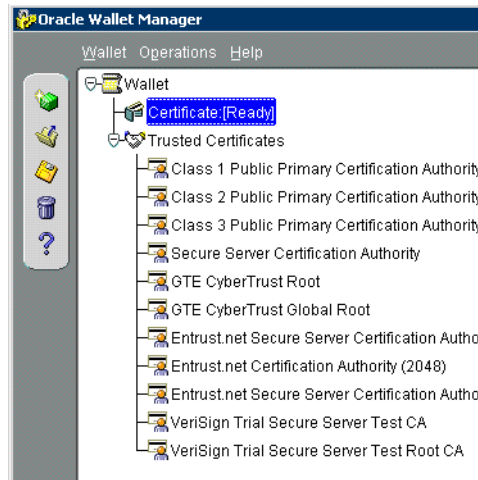 Oracle Wallet Manager
Wallet Operations Help
Wallet
Certificate:[Ready]
Trusted Certificates
Class 1 Public Primary Certification Authority
Class 2 Public Primary Certification Authority
Class 3 Public Primary Certification Authority
Secure Server Certification Authority
GTE CyberTrust Root
GTE CyberTrust Global Root
Entrust.net Secure Server Certification Autho
Entrust.net Certification Authority (2048)
Entrust.net Secure Server Certification Autho
VeriSign Trial Secure Server Test CA
VeriSign Trial Secure Server Test Root CA